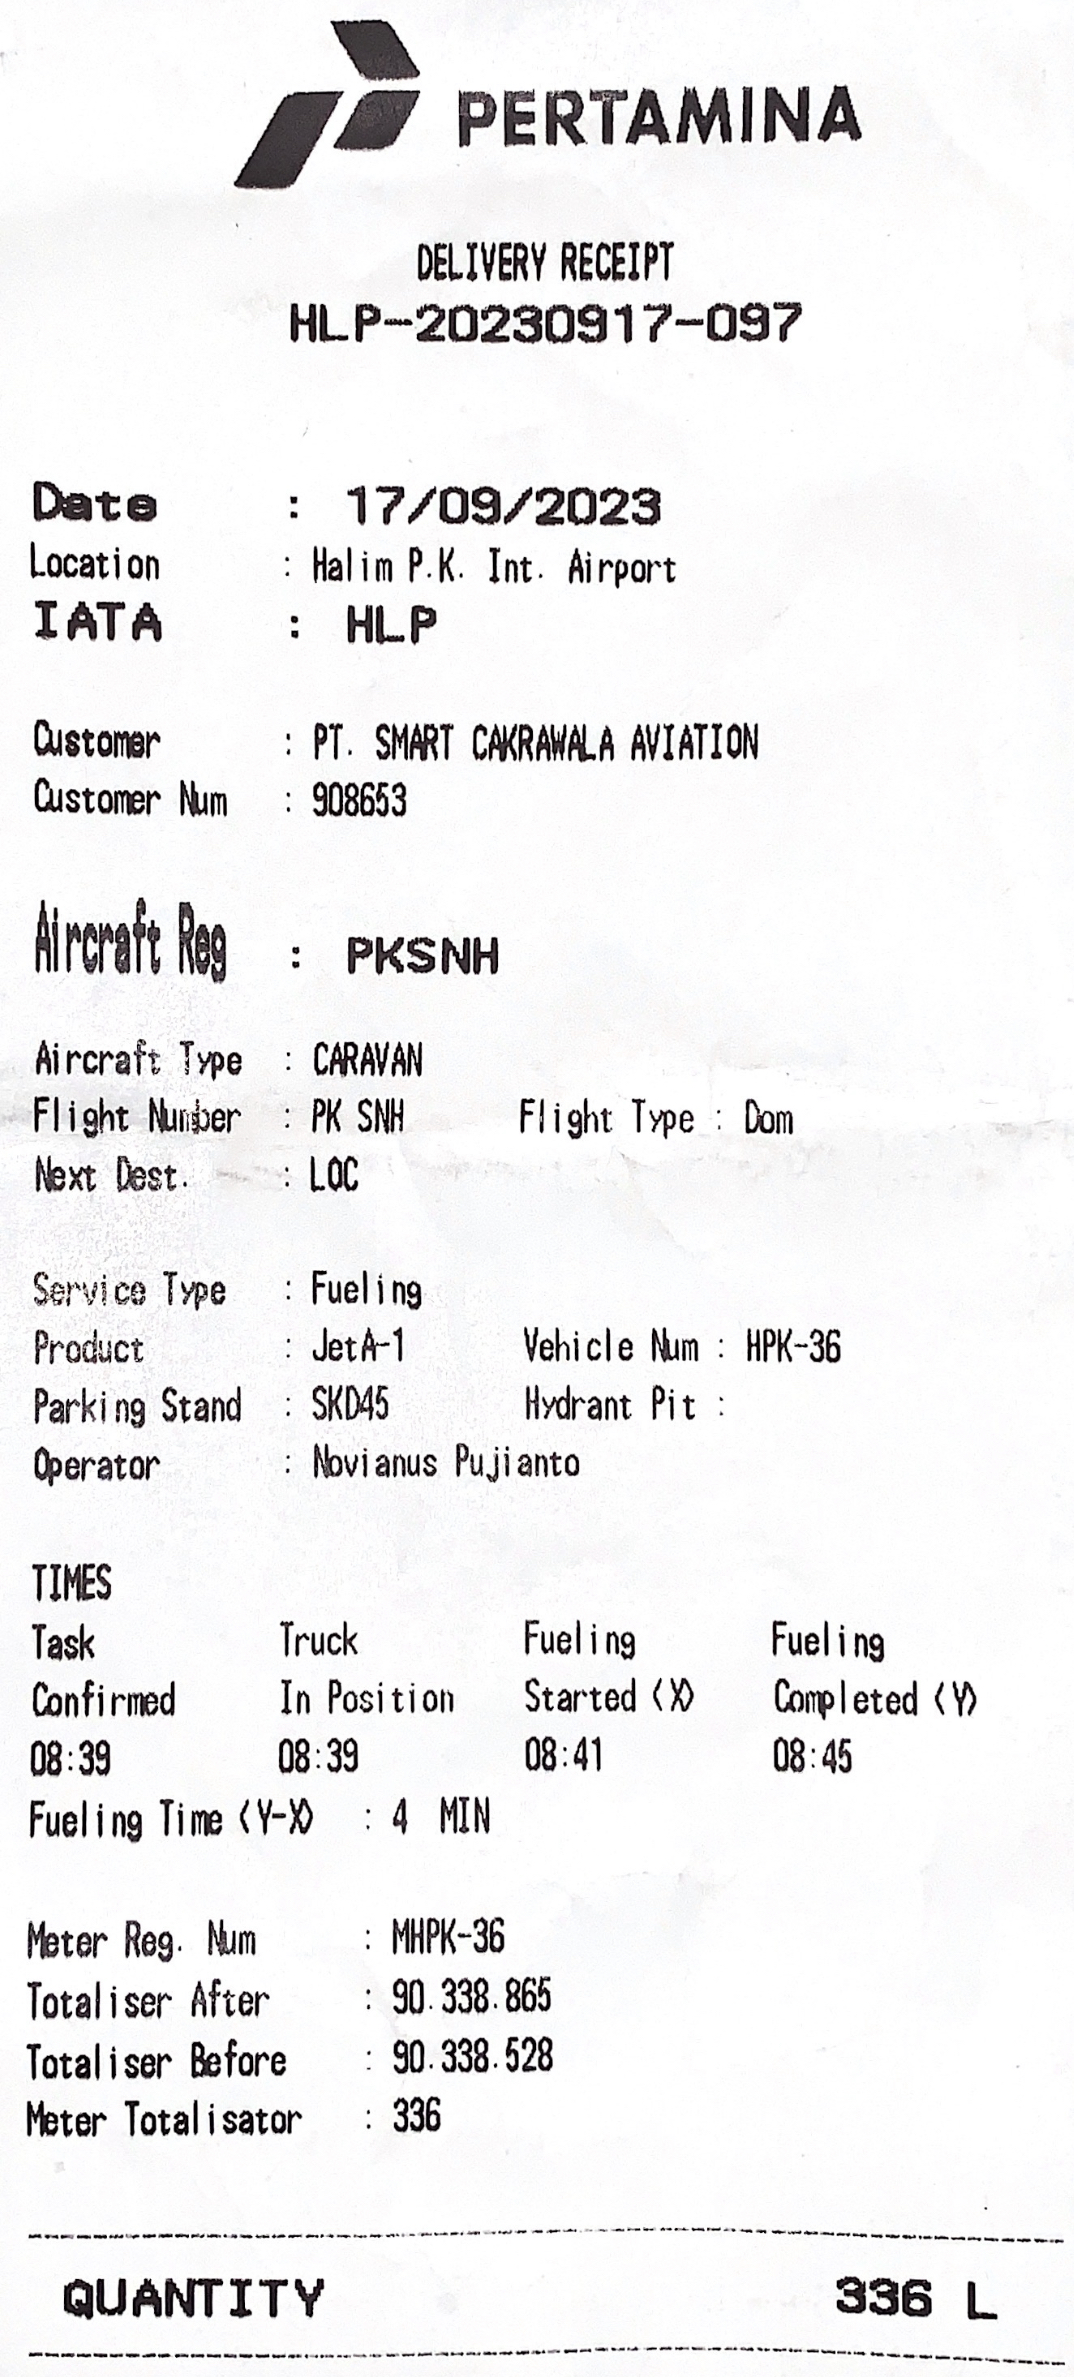 PERTAMINA
DELIVERY RECEIPT
HLP-20230917-097
Date : 17/09/2023
Location : Halim P.K. Int. Airport
IATA : HLP
Customer : PT. SMART CAKRAWALA AVIATION
Customer Num : 908653
Aircraft Reg : PKSNH
Aircraft Type : CARAVAN
Flight Number : PK SNH Flight Type : Dom
Next Dest. : LOC
Service Type : Fueling
Product : JetA-1 Vehicle Num : HPK-36
Parking Stand : SKD45 Hydrant Pit :
Operator : Novianus Pujianto
TIMES
Task Truck Fueling Fueling
Confirmed In Position Started (X) Completed (Y)
08:39 08:39 08:41 08:45
Fueling Time (Y-X) : 4 MIN
Meter Reg. Num : MHPK-36
Totaliser After : 90.338.865
Totaliser Before : 90.338.528
Meter Totalisator : 336
QUANTITY 336 L